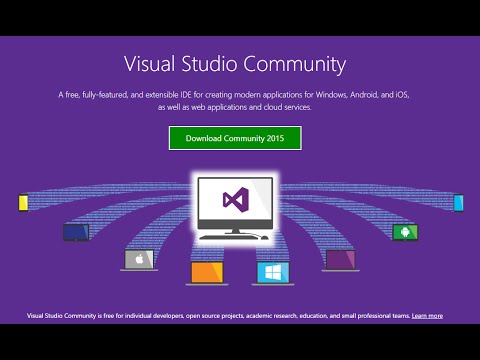 Visual Studio Community
A free, fully-featured, and extensible IDE for creating modern applications for Windows, Android, and iOS,
as well as web applications and cloud services.
Download Community 2015
Visual Studio Community is free for individual developers, open source projects, academic research, education, and small professional teams. Learn more